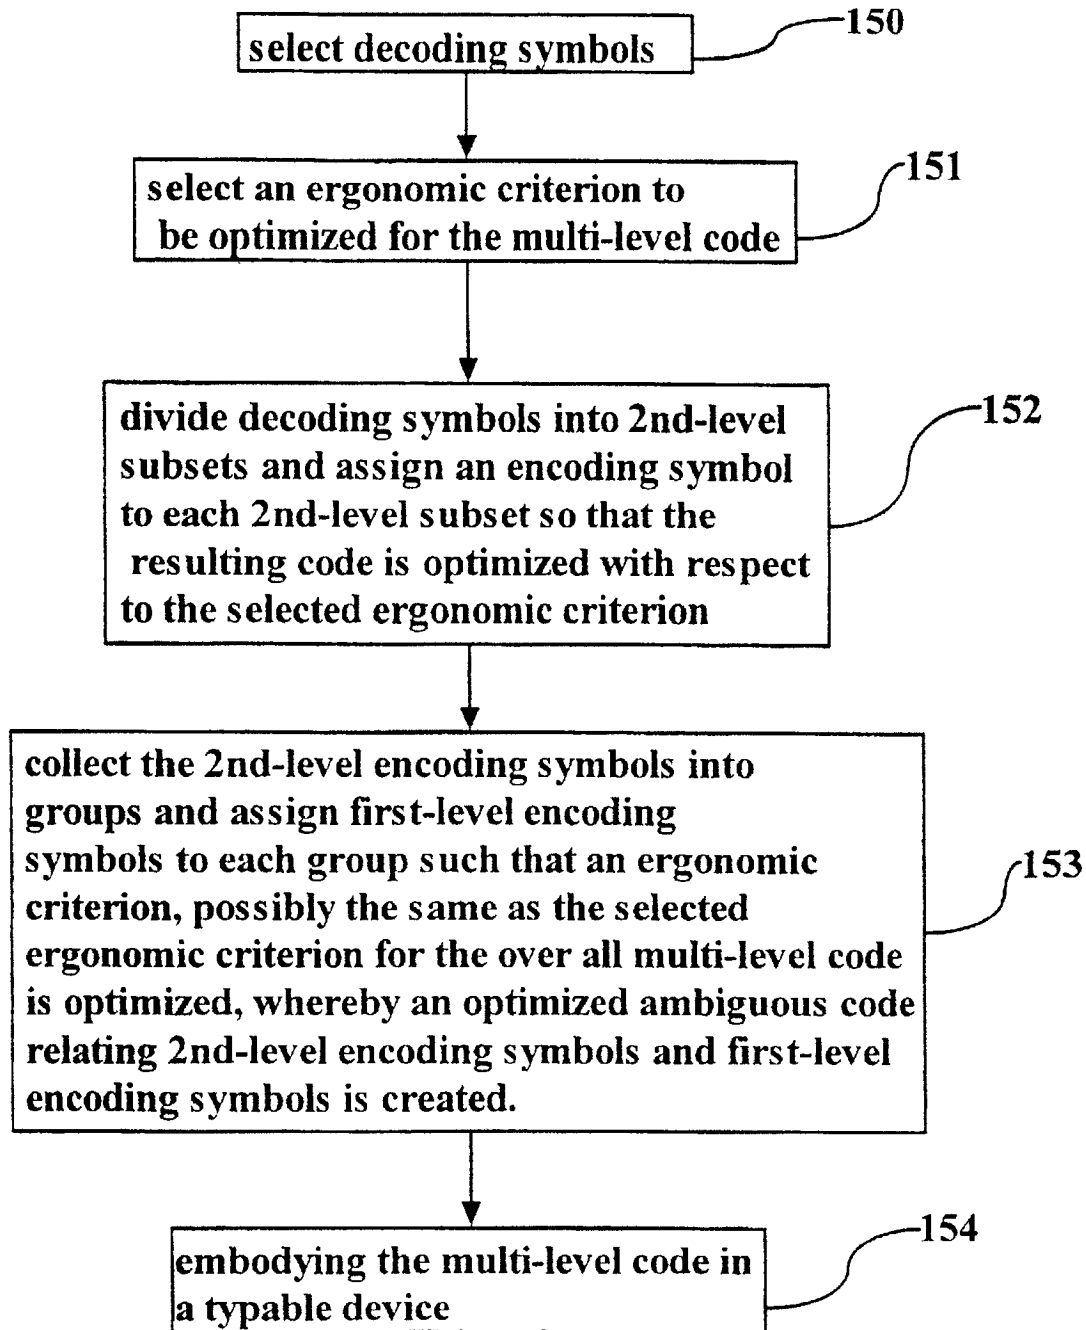 150
select decoding symbols
151
select an ergonomic criterion to
be optimized for the multi-level code
152
divide decoding symbols into 2nd-level
subsets and assign an encoding symbol
to each 2nd-level subset so that the
resulting code is optimized with respect
to the selected ergonomic criterion
153
collect the 2nd-level encoding symbols into
groups and assign first-level encoding
symbols to each group such that an ergonomic
criterion, possibly the same as the selected
ergonomic criterion for the over all multi-level code
is optimized, whereby an optimized ambiguous code
relating 2nd-level encoding symbols and first-level
encoding symbols is created.
154
embodying the multi-level code in
a typable device